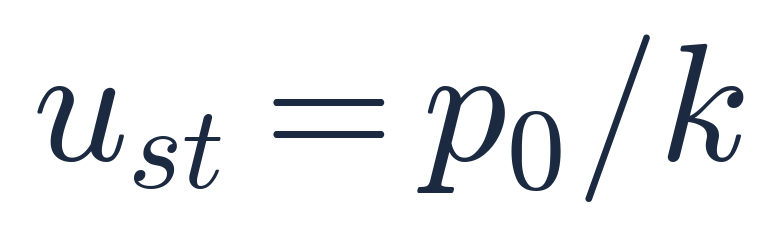 u_{st} = p_0/k